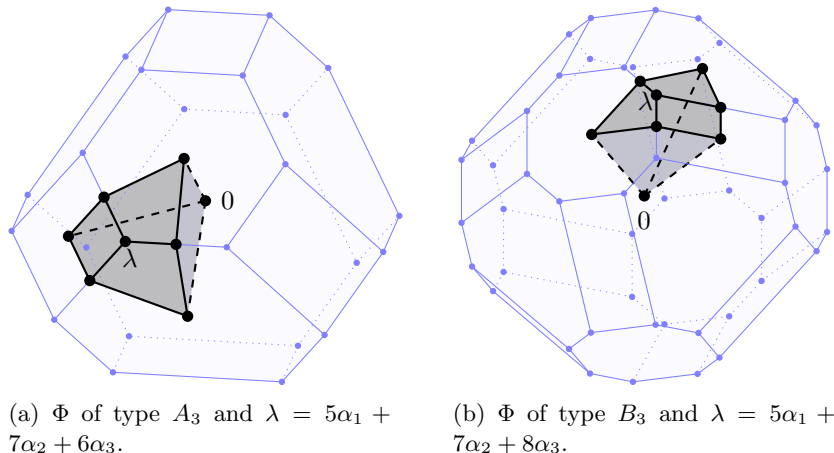 0
λ
λ
0
(a) Φ of type A₃ and λ = 5α₁ +
7α₂ + 6α₃.
(b) Φ of type B₃ and λ = 5α₁ +
7α₂ + 8α₃.